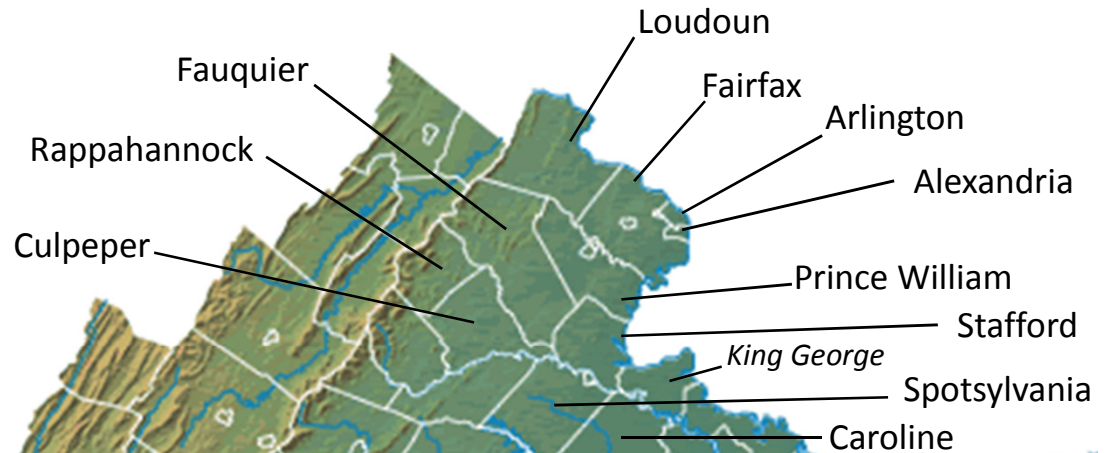 Loudoun
Fauquier
Fairfax
Arlington
Rappahannock
Alexandria
Culpeper
Prince William
Stafford
King George
Spotsylvania
Caroline